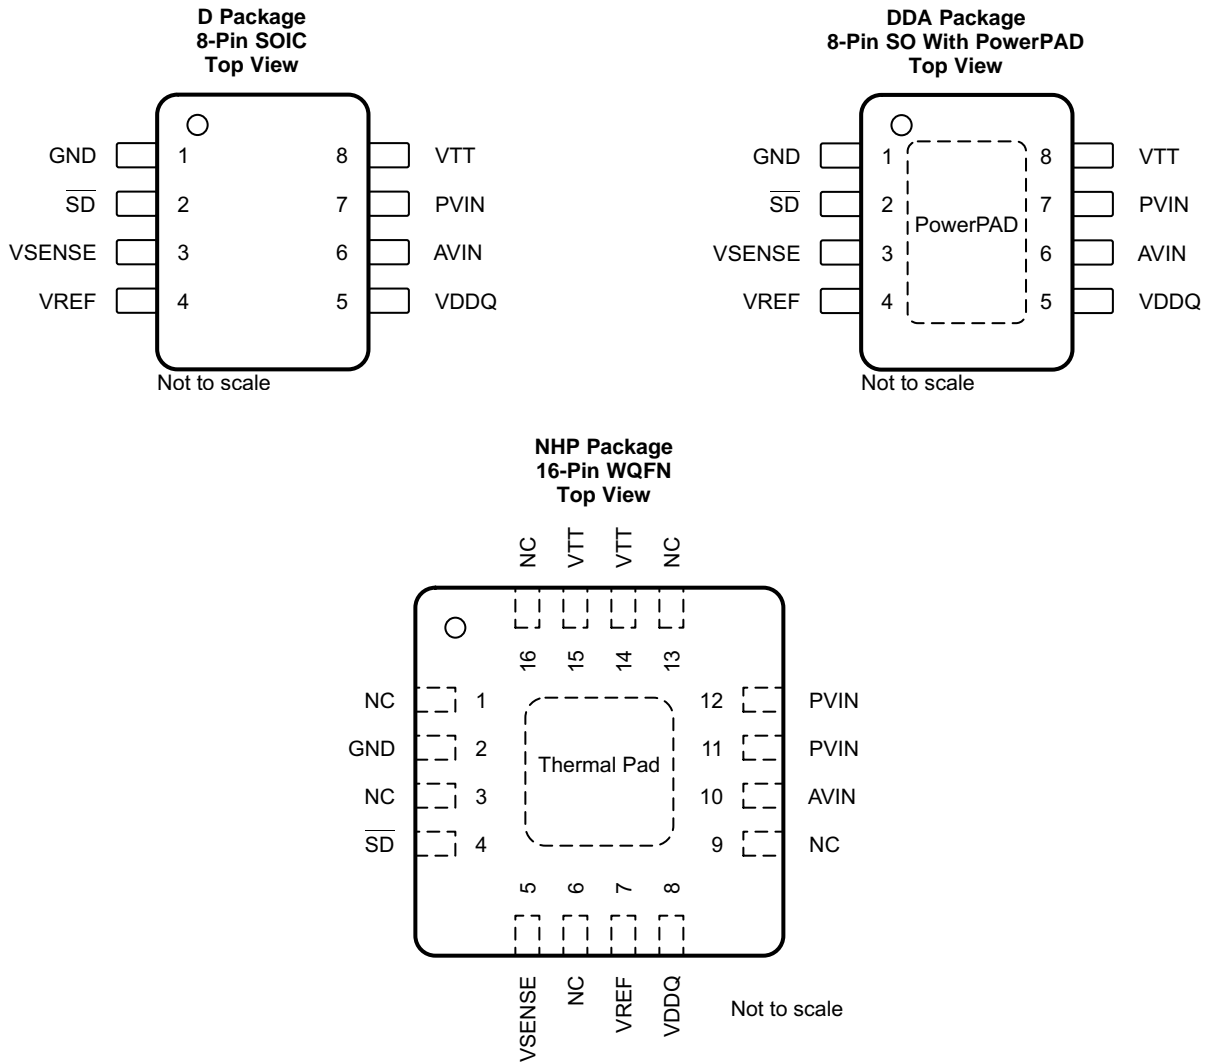 D Package
8-Pin SOIC
Top View
GND 1 8 VTT
SD 2 7 PVIN
VSENSE 3 6 AVIN
VREF 4 5 VDDQ
Not to scale
DDA Package
8-Pin SO With PowerPAD
Top View
GND 1 8 VTT
SD 2 7 PVIN
PowerPAD
VSENSE 3 6 AVIN
VREF 4 5 VDDQ
Not to scale
NHP Package
16-Pin WQFN
Top View
NC VTT VTT NC
16 15 14 13
NC 1 12 PVIN
GND 2 11 PVIN
Thermal Pad
NC 3 10 AVIN
SD 4 9 NC
5 6 7 8
VSENSE NC VREF VDDQ
Not to scale